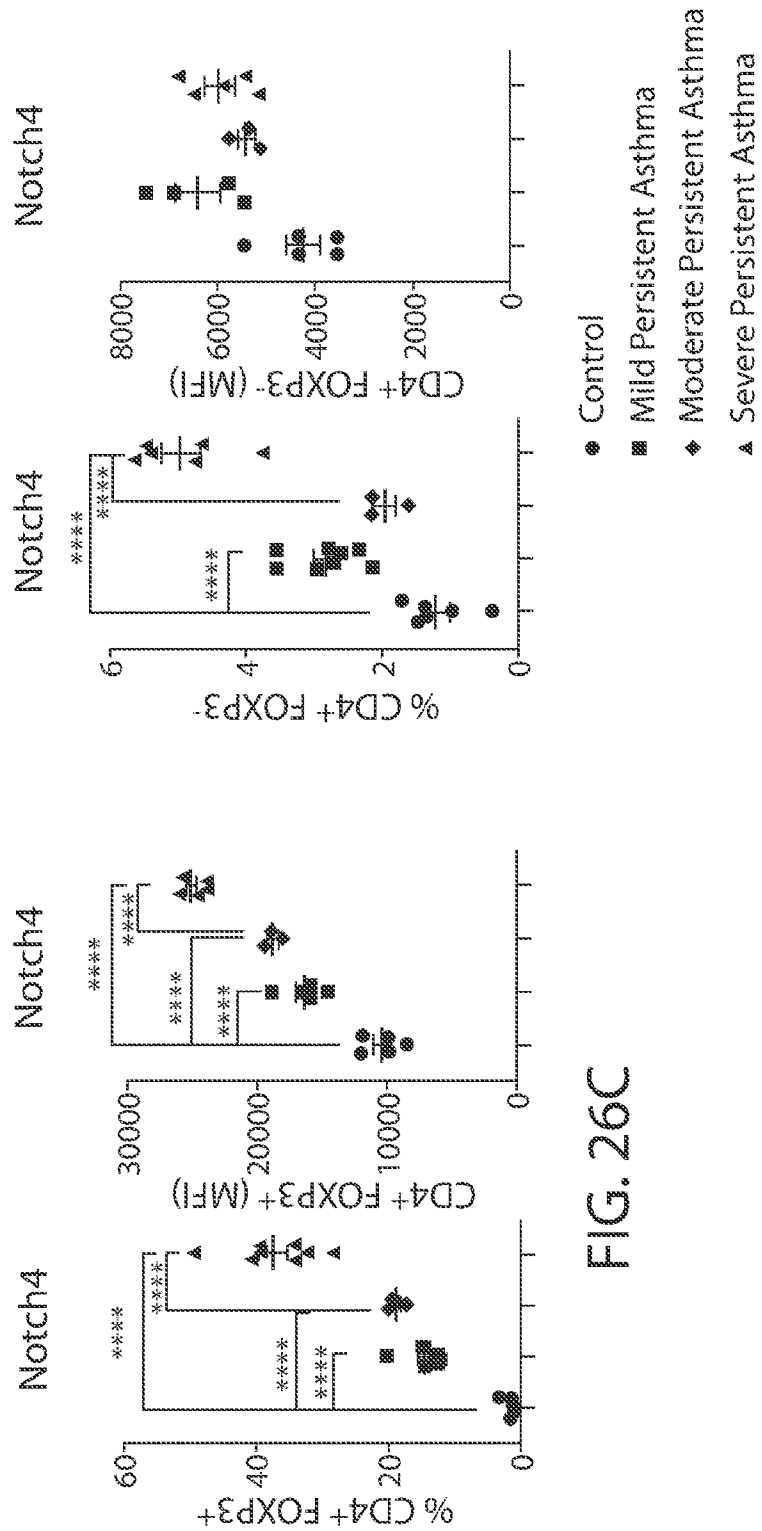 Notch4
% CD4+ FOXP3+
60
40
20
0
****
****
****
****
Notch4
CD4+ FOXP3+ (MFI)
30000
20000
10000
0
****
****
****
****
Notch4
% CD4+ FOXP3-
6
4
2
0
****
****
****
Notch4
CD4+ FOXP3- (MFI)
8000
6000
4000
2000
0
Control
Mild Persistent Asthma
Moderate Persistent Asthma
Severe Persistent Asthma
FIG. 26C